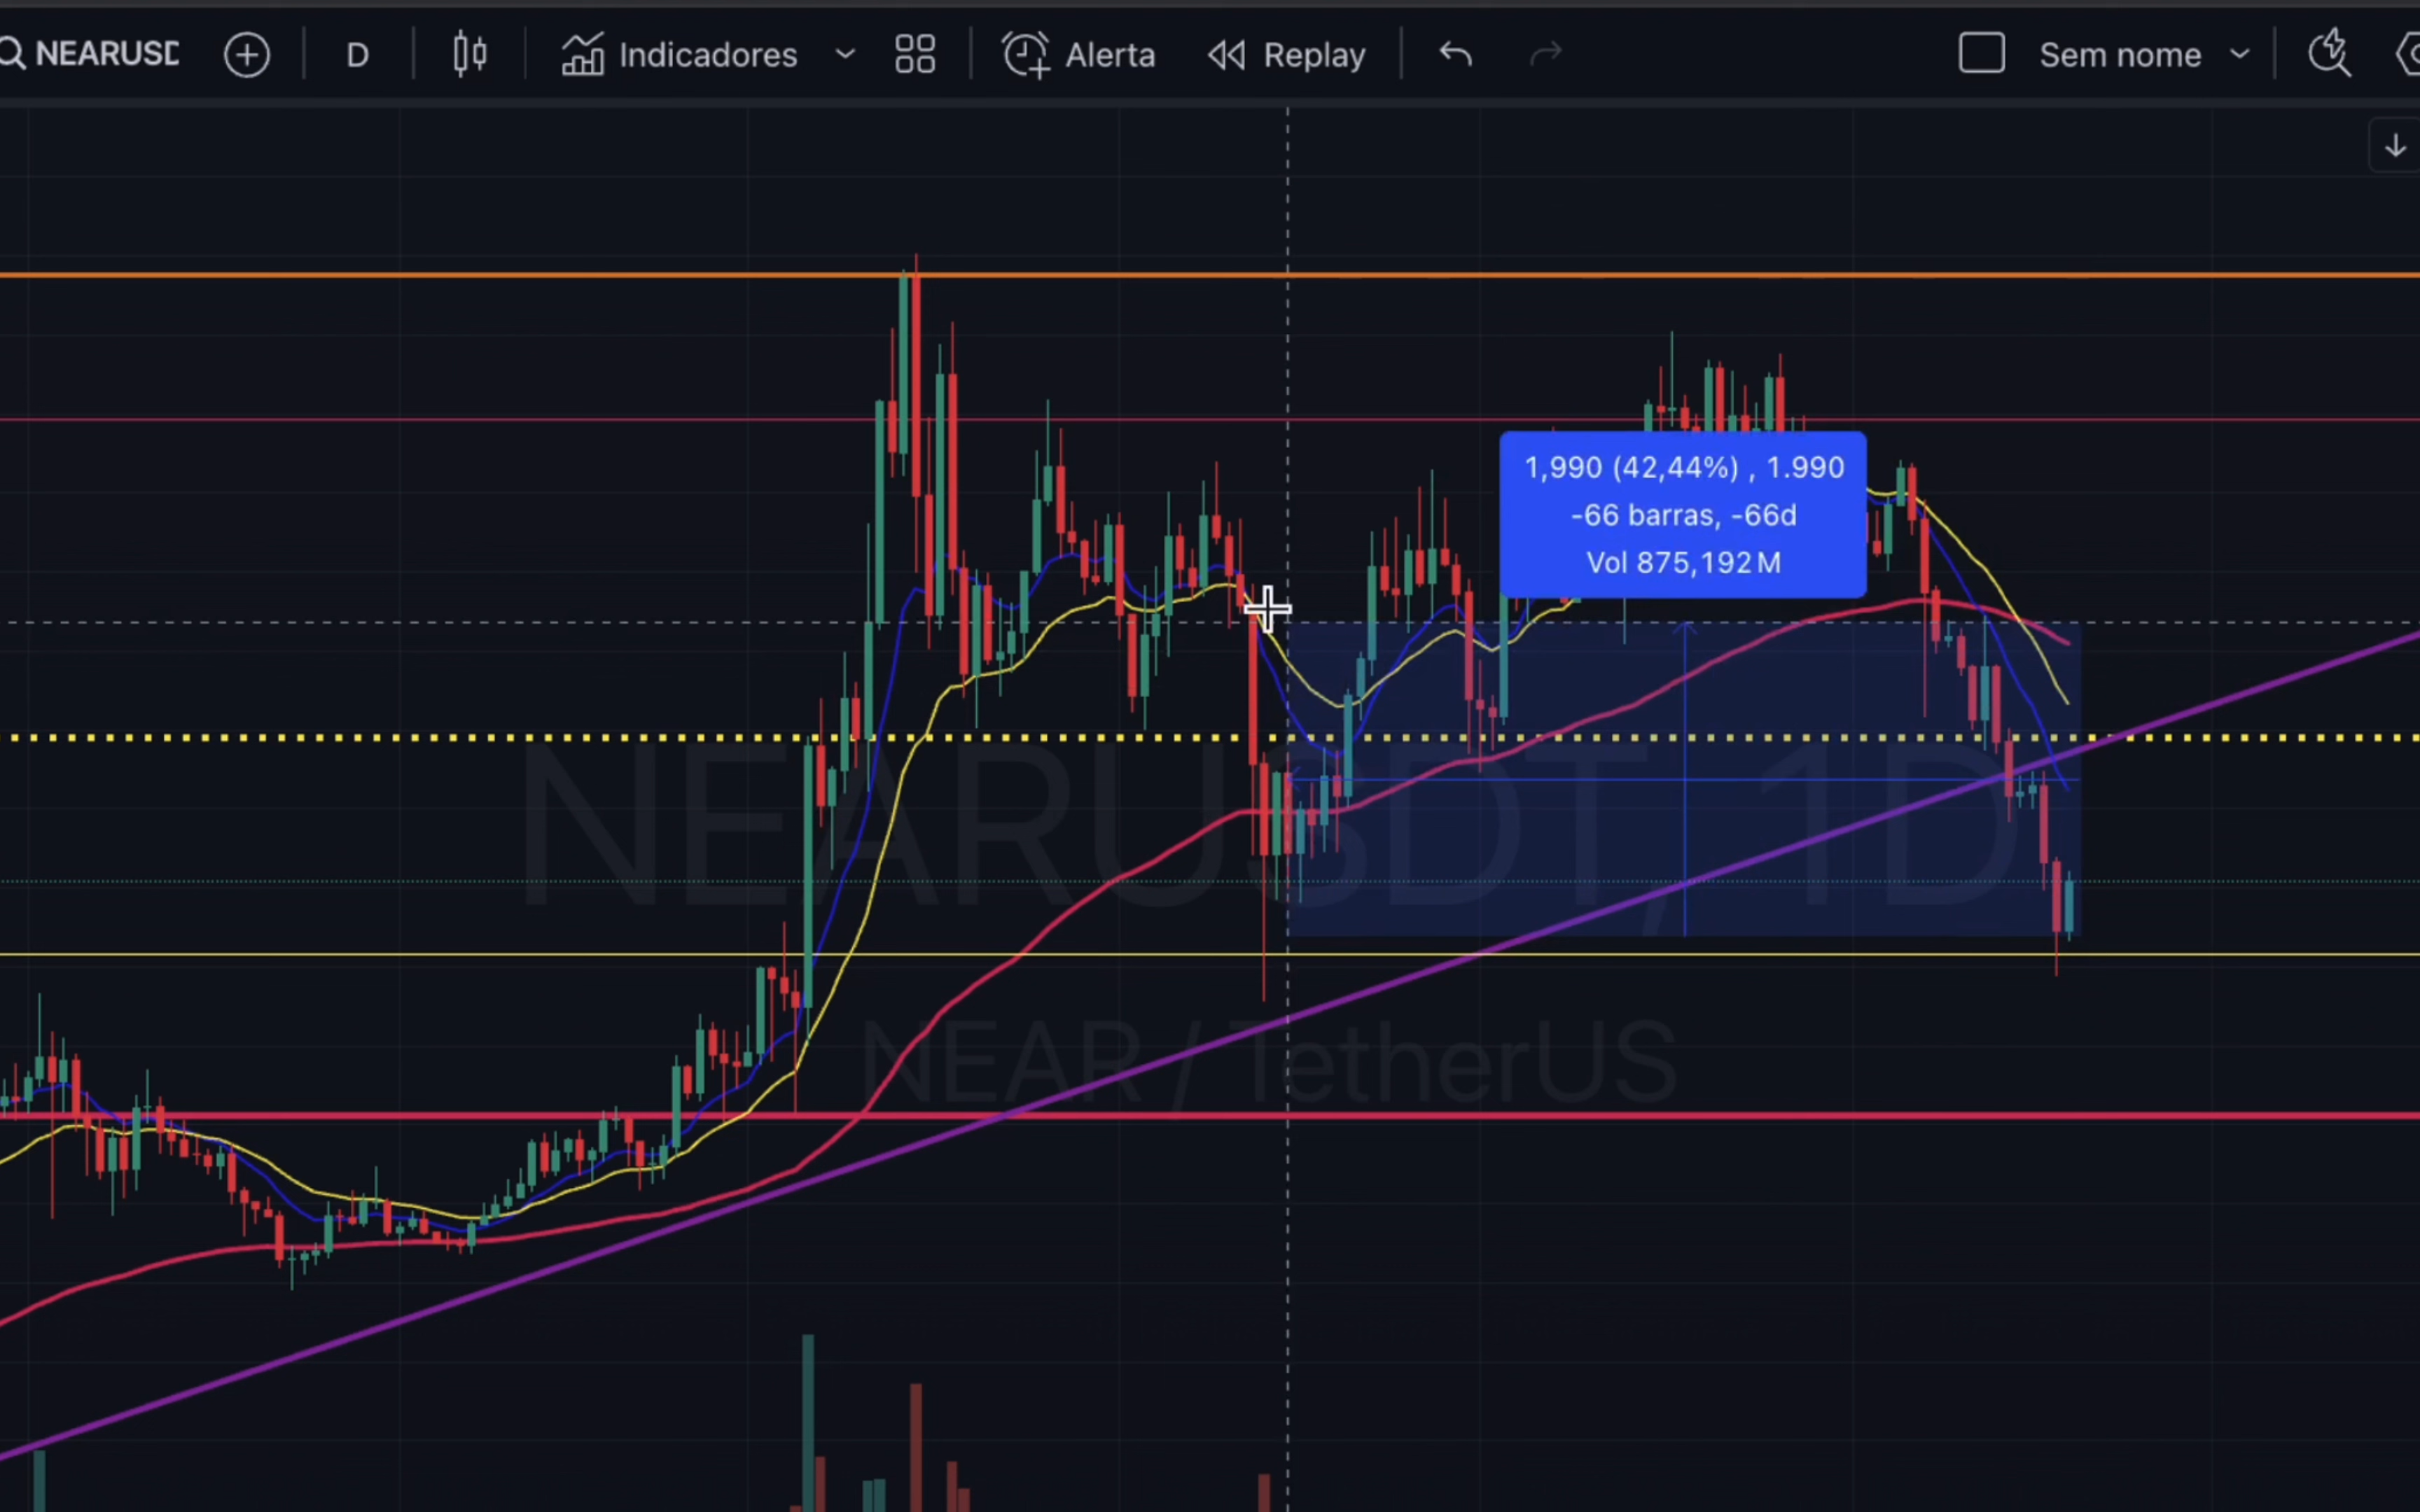 NEARUSD
D
Indicadores
Alerta
Replay
Sem nome
1,990 (42,44%) , 1.990
-66 barras, -66d
Vol 875,192 M
NEARUSDT, 1D
NEAR / TetherUS